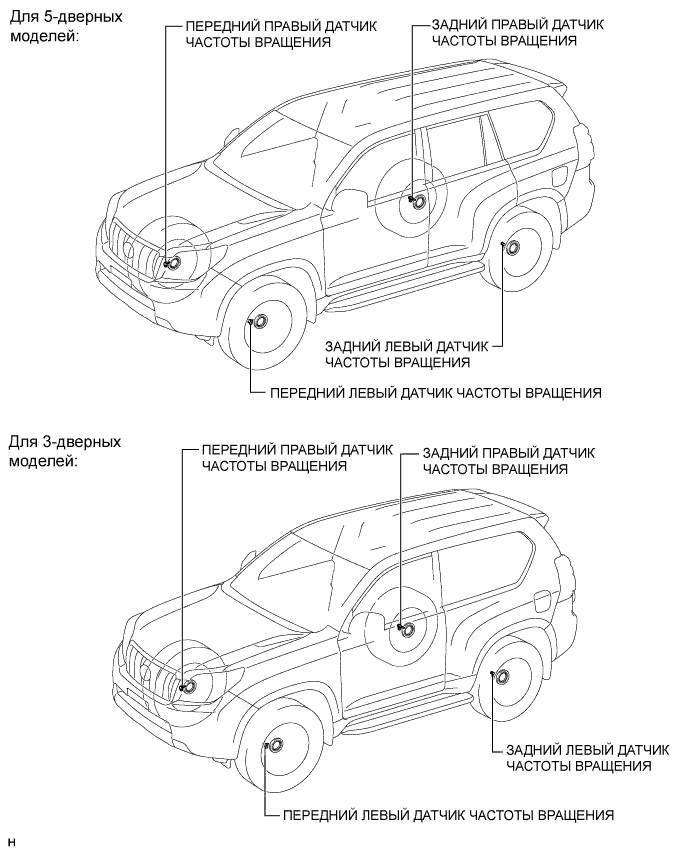 Для 5-дверных
моделей:
ПЕРЕДНИЙ ПРАВЫЙ ДАТЧИК
ЧАСТОТЫ ВРАЩЕНИЯ
ЗАДНИЙ ПРАВЫЙ ДАТЧИК
ЧАСТОТЫ ВРАЩЕНИЯ
ЗАДНИЙ ЛЕВЫЙ ДАТЧИК
ЧАСТОТЫ ВРАЩЕНИЯ
ПЕРЕДНИЙ ЛЕВЫЙ ДАТЧИК ЧАСТОТЫ ВРАЩЕНИЯ
Для 3-дверных
моделей:
ПЕРЕДНИЙ ПРАВЫЙ ДАТЧИК
ЧАСТОТЫ ВРАЩЕНИЯ
ЗАДНИЙ ПРАВЫЙ ДАТЧИК
ЧАСТОТЫ ВРАЩЕНИЯ
ЗАДНИЙ ЛЕВЫЙ ДАТЧИК
ЧАСТОТЫ ВРАЩЕНИЯ
ПЕРЕДНИЙ ЛЕВЫЙ ДАТЧИК ЧАСТОТЫ ВРАЩЕНИЯ
н